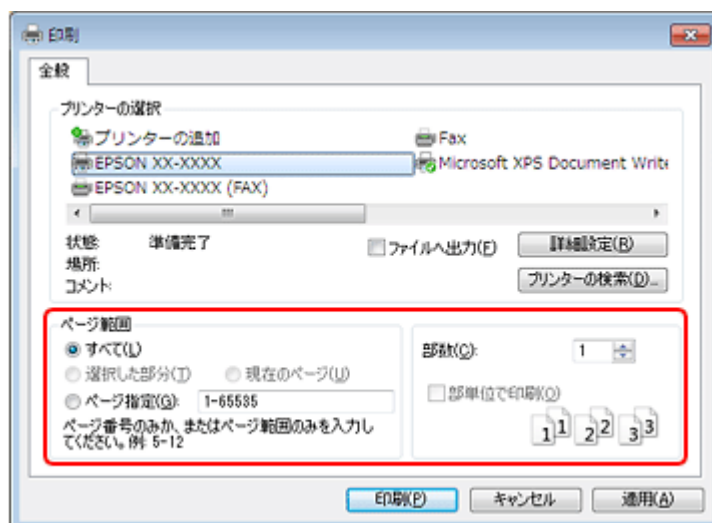 印刷
全般
プリンターの選択
プリンターの追加
Fax
EPSON XX-XXXX
Microsoft XPS Document Write
EPSON XX-XXXX (FAX)
状態: 準備完了
場所:
コメント:
ファイルへ出力(F)
詳細設定(R)
プリンターの検索(D)...
ページ範囲
すべて(L)
選択した部分(T)
現在のページ(U)
ページ指定(G): 1-65535
ページ番号のみか、またはページ範囲のみを入力し
てください。例: 5-12
部数(C): 1
部単位で印刷(O)
1 1 2 2 3 3
印刷(P)
キャンセル
適用(A)